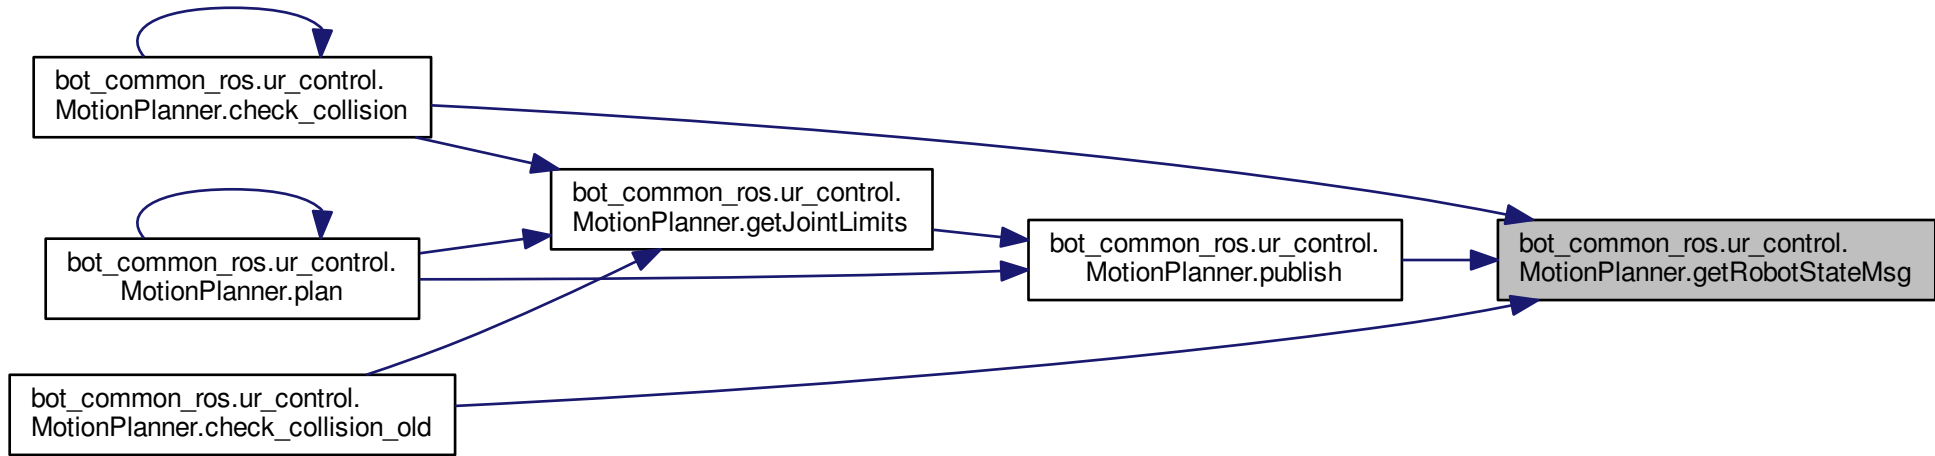 bot_common_ros.ur_control.
MotionPlanner.check_collision
bot_common_ros.ur_control.
MotionPlanner.getJointLimits
bot_common_ros.ur_control.
MotionPlanner.plan
bot_common_ros.ur_control.
MotionPlanner.publish
bot_common_ros.ur_control.
MotionPlanner.getRobotStateMsg
bot_common_ros.ur_control.
MotionPlanner.check_collision_old